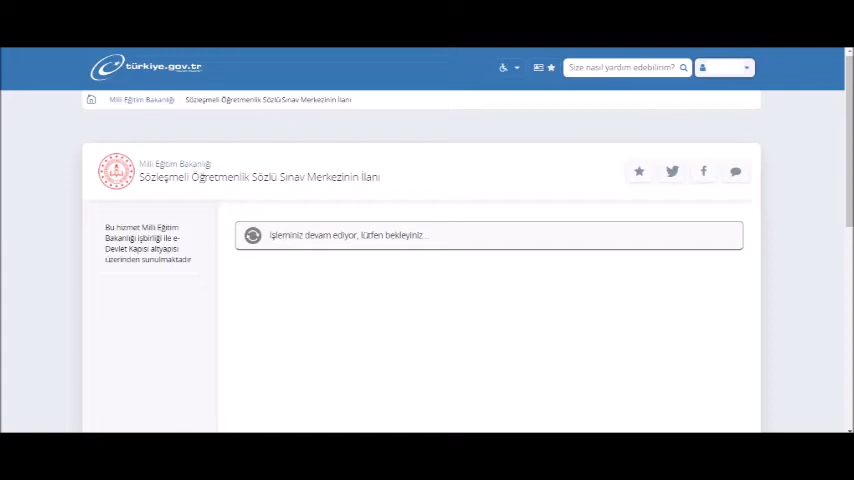 türkiye.gov.tr
Size nasıl yardım edebilirim?
Milli Eğitim Bakanlığı
Sözleşmeli Öğretmenlik Sözlü Sınav Merkezinin İlanı
Milli Eğitim Bakanlığı
Sözleşmeli Öğretmenlik Sözlü Sınav Merkezinin İlanı
Bu hizmet Milli Eğitim
Bakanlığı işbirliği ile e-
Devlet Kapısı altyapısı
üzerinden sunulmaktadır
İşleminiz devam ediyor, lütfen bekleyiniz...